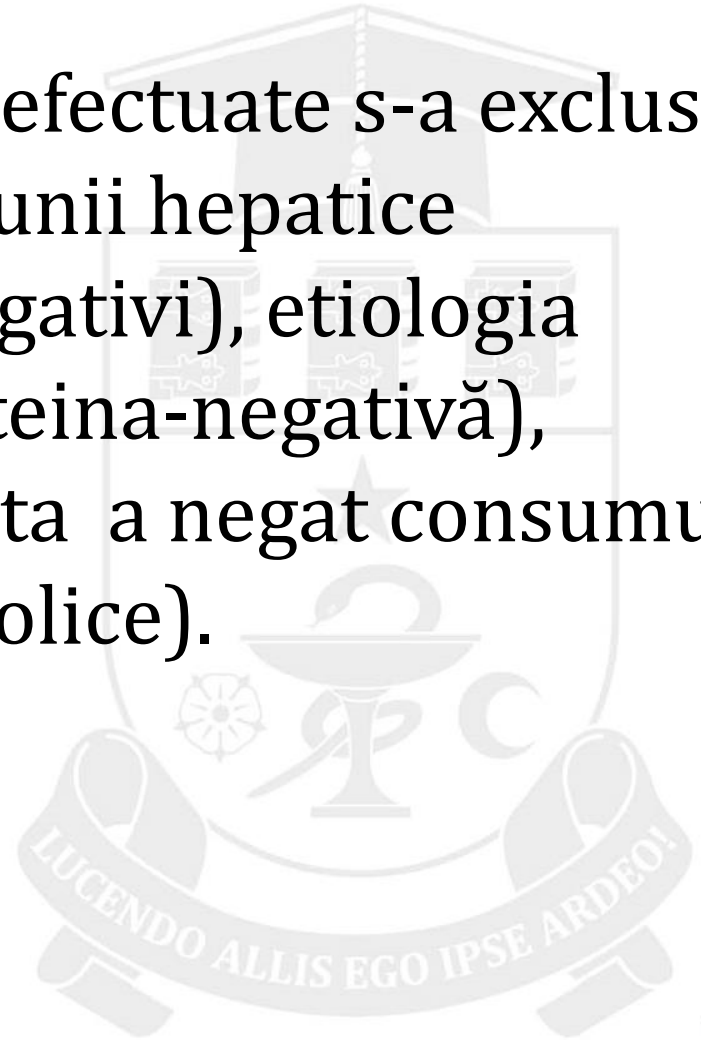 efectuate s-a exclus
unii hepatice
gativi), etiologia
teina-negativă),
ta a negat consumu
olice).
LUCENDO ALLIS EGO IPSE ARDEO!